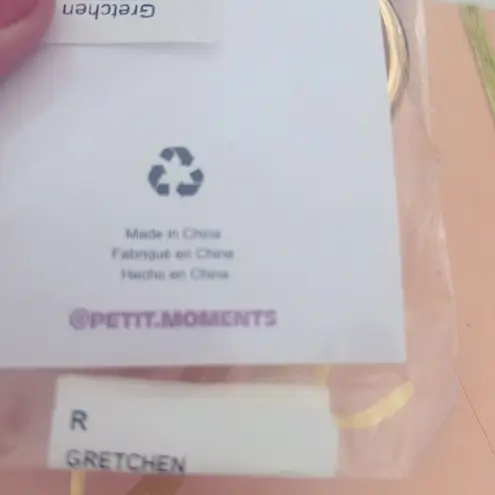 Gretchen
Made in China
Fabriqué en Chine
Hecho en China
@PETIT.MOMENTS
R
GRETCHEN